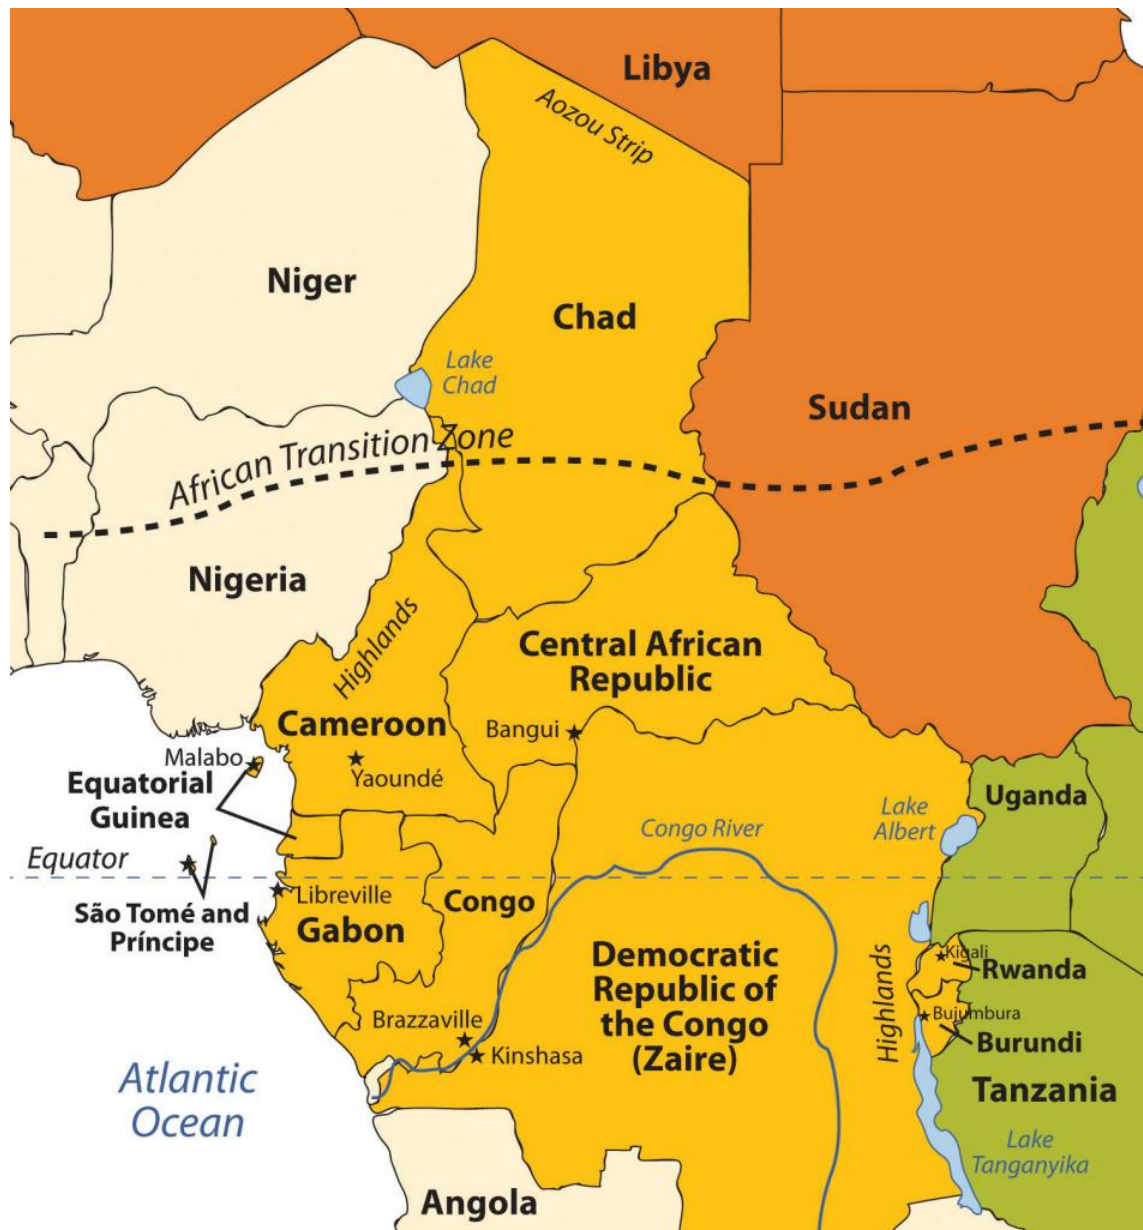 Libya
Aozou Strip
Niger
Chad
Lake
Chad
Sudan
African Transition Zone
Nigeria
Highlands
Central African
Republic
Cameroon
Bangui
Malabo
Yaoundé
Equatorial
Guinea
Uganda
Lake
Albert
Congo River
Equator
Libreville
Congo
São Tomé and
Príncipe
Gabon
Democratic
Republic of
the Congo
(Zaire)
Highlands
Kigali
Rwanda
Bujumbura
Burundi
Brazzaville
Kinshasa
Atlantic
Ocean
Tanzania
Lake
Tanganyika
Angola